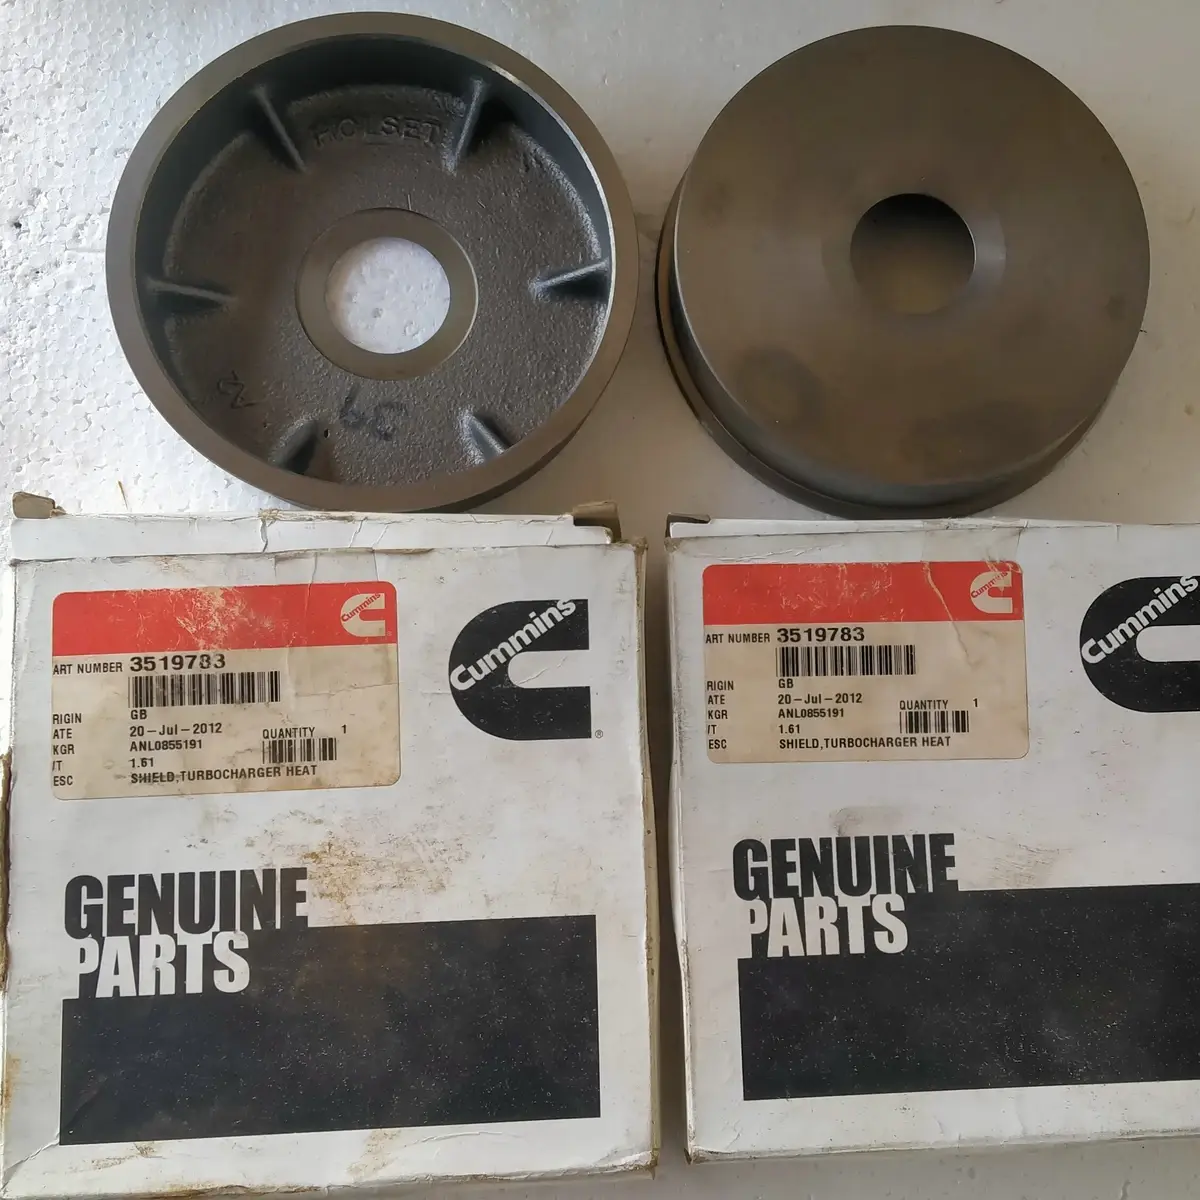 HOLSET
34
Cummins
ART NUMBER 3519783
RIGIN GB
ATE 20-Jul-2012 QUANTITY 1
KGR ANL0855191
/T 1.61
ESC SHIELD,TURBOCHARGER HEAT
Cummins
®
GENUINE
PARTS
Cummins
ART NUMBER 3519783
RIGIN GB
ATE 20-Jul-2012 QUANTITY 1
KGR ANL0855191
/T 1.61
ESC SHIELD,TURBOCHARGER HEAT
Cummins
GENUINE
PARTS